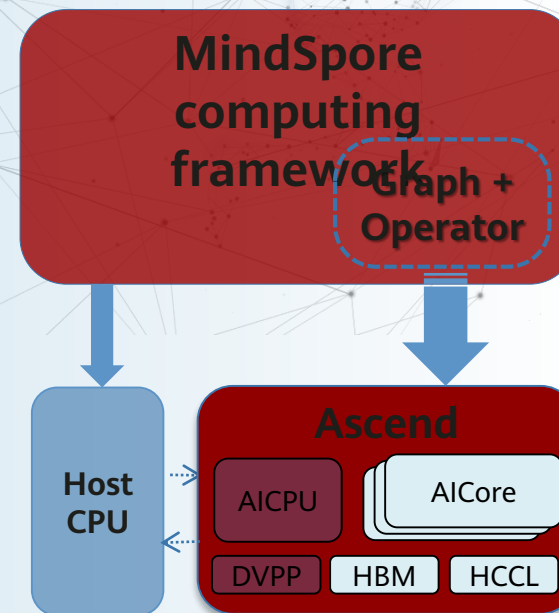 MindSpore
computing
framework
Graph +
Operator
Host
CPU
Ascend
AICPU
AICore
DVPP
HBM
HCCL